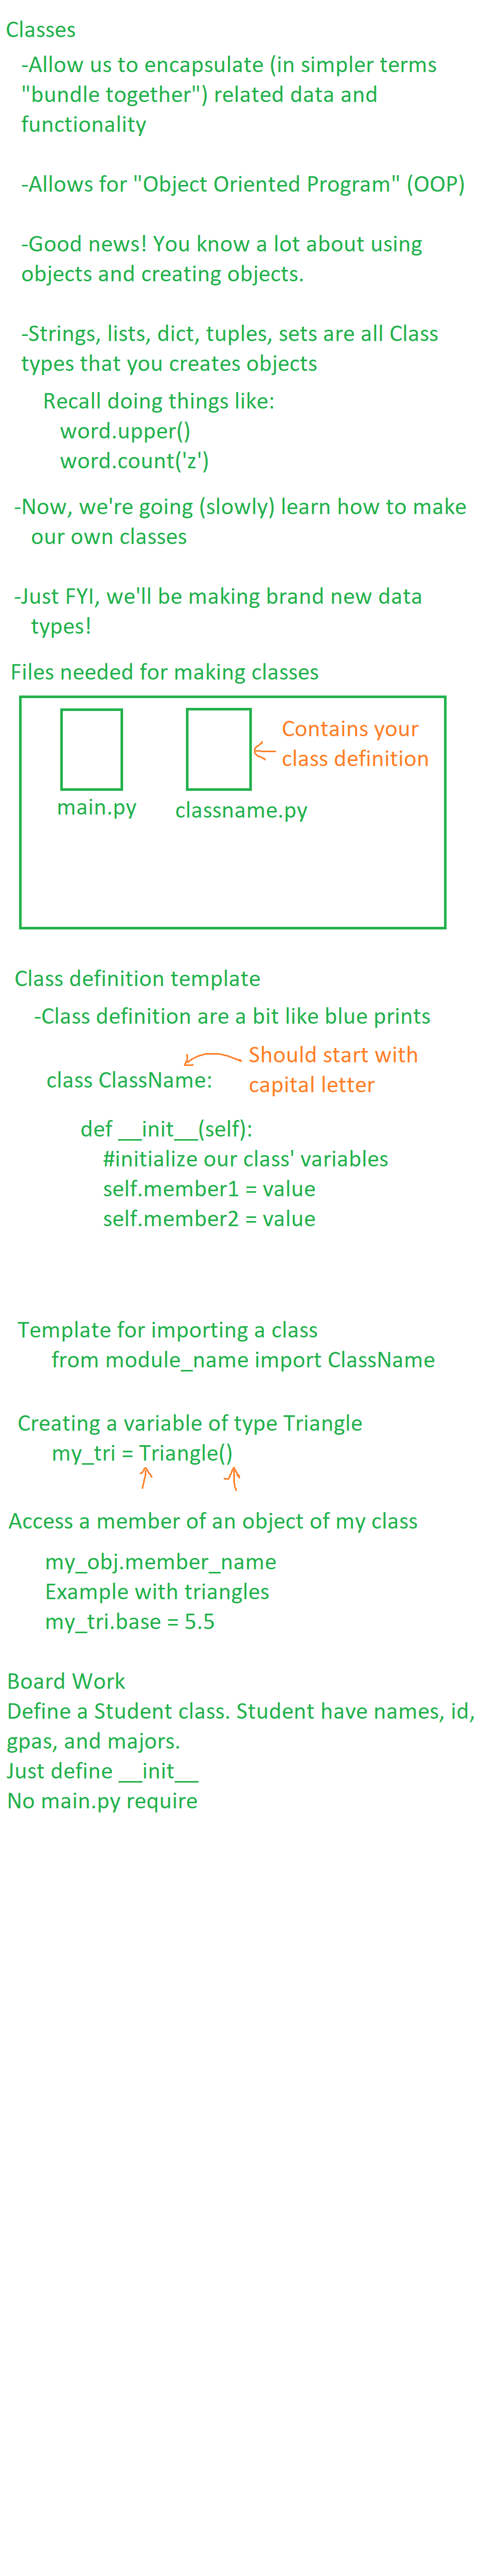 Classes
-Allow us to encapsulate (in simpler terms
"bundle together") related data and
functionality
-Allows for "Object Oriented Program" (OOP)
-Good news! You know a lot about using
objects and creating objects.
-Strings, lists, dict, tuples, sets are all Class
types that you creates objects
Recall doing things like:
word.upper()
word.count('z')
-Now, we're going (slowly) learn how to make
our own classes
-Just FYI, we'll be making brand new data
types!
Files needed for making classes
Contains your
class definition
main.py
classname.py
Class definition template
-Class definition are a bit like blue prints
Should start with
capital letter
class ClassName:
def __init__(self):
#initialize our class' variables
self.member1 = value
self.member2 = value
Template for importing a class
from module_name import ClassName
Creating a variable of type Triangle
my_tri = Triangle()
Access a member of an object of my class
my_obj.member_name
Example with triangles
my_tri.base = 5.5
Board Work
Define a Student class. Student have names, id,
gpas, and majors.
Just define __init__
No main.py require